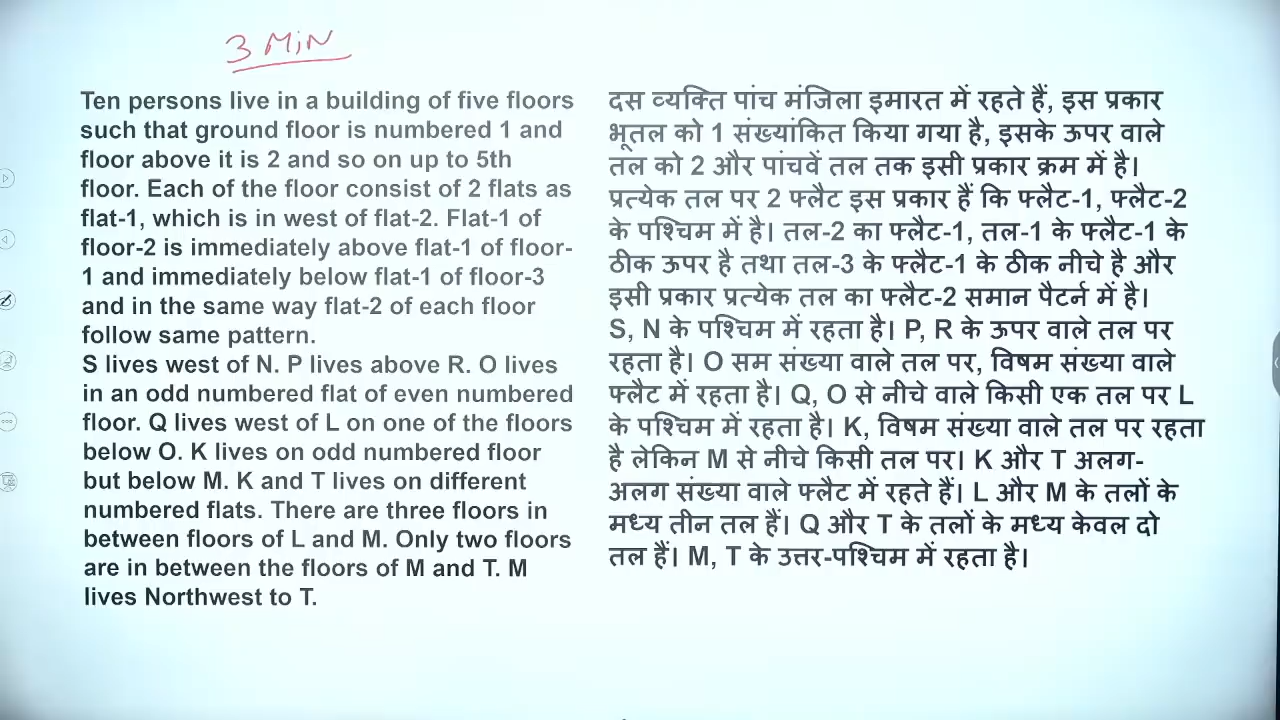 3 MiN
Ten persons live in a building of five floors
such that ground floor is numbered 1 and
floor above it is 2 and so on up to 5th
floor. Each of the floor consist of 2 flats as
flat-1, which is in west of flat-2. Flat-1 of
floor-2 is immediately above flat-1 of floor-
1 and immediately below flat-1 of floor-3
and in the same way flat-2 of each floor
follow same pattern.
S lives west of N. P lives above R. O lives
in an odd numbered flat of even numbered
floor. Q lives west of L on one of the floors
below O. K lives on odd numbered floor
but below M. K and T lives on different
numbered flats. There are three floors in
between floors of L and M. Only two floors
are in between the floors of M and T. M
lives Northwest to T.
दस व्यक्ति पांच मंजिला इमारत में रहते हैं, इस प्रकार
भूतल को 1 संख्यांकित किया गया है, इसके ऊपर वाले
तल को 2 और पांचवें तल तक इसी प्रकार क्रम में है।
प्रत्येक तल पर 2 फ्लैट इस प्रकार हैं कि फ्लैट-1, फ्लैट-2
के पश्चिम में है। तल-2 का फ्लैट-1, तल-1 के फ्लैट-1 के
ठीक ऊपर है तथा तल-3 के फ्लैट-1 के ठीक नीचे है और
इसी प्रकार प्रत्येक तल का फ्लैट-2 समान पैटर्न में है।
S, N के पश्चिम में रहता है। P, R के ऊपर वाले तल पर
रहता है। O सम संख्या वाले तल पर, विषम संख्या वाले
फ्लैट में रहता है। Q, O से नीचे वाले किसी एक तल पर L
के पश्चिम में रहता है। K, विषम संख्या वाले तल पर रहता
है लेकिन M से नीचे किसी तल पर। K और T अलग-
अलग संख्या वाले फ्लैट में रहते हैं। L और M के तलों के
मध्य तीन तल हैं। Q और T के तलों के मध्य केवल दो
तल हैं। M, T के उत्तर-पश्चिम में रहता है।